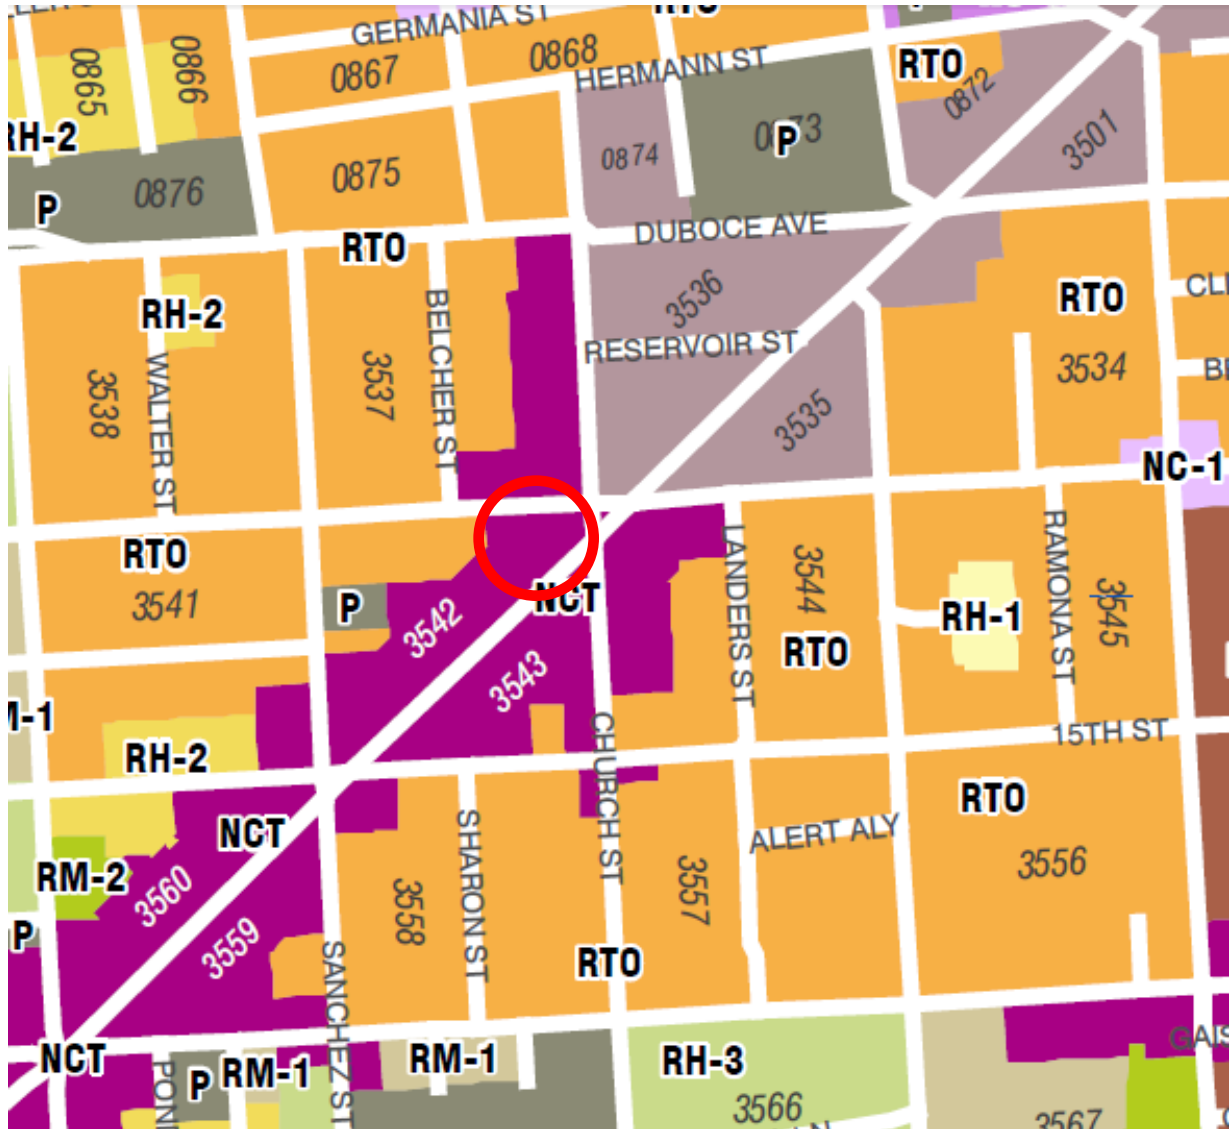 GERMANIA ST
0865
0866
0867
0868
HERMANN ST
RTO
0872
RH-2
0873
P
3501
0874
0875
0876
P
DUBOCE AVE
RTO
RH-2
BELCHER ST
3536
RTO
RESERVOIR ST
3538
WALTER ST
3537
3534
3535
NC-1
RTO
LANDERS ST
3544
RAMONA ST
3545
3541
P
3542
NCT
RH-1
RTO
3543
CHURCH ST
15TH ST
RH-2
RTO
NCT
SHARON ST
ALERT ALY
RM-2
3560
3558
3557
3556
P
3559
SANCHEZ ST
RTO
NCT
P
RM-1
RM-1
RH-3
3566
3567